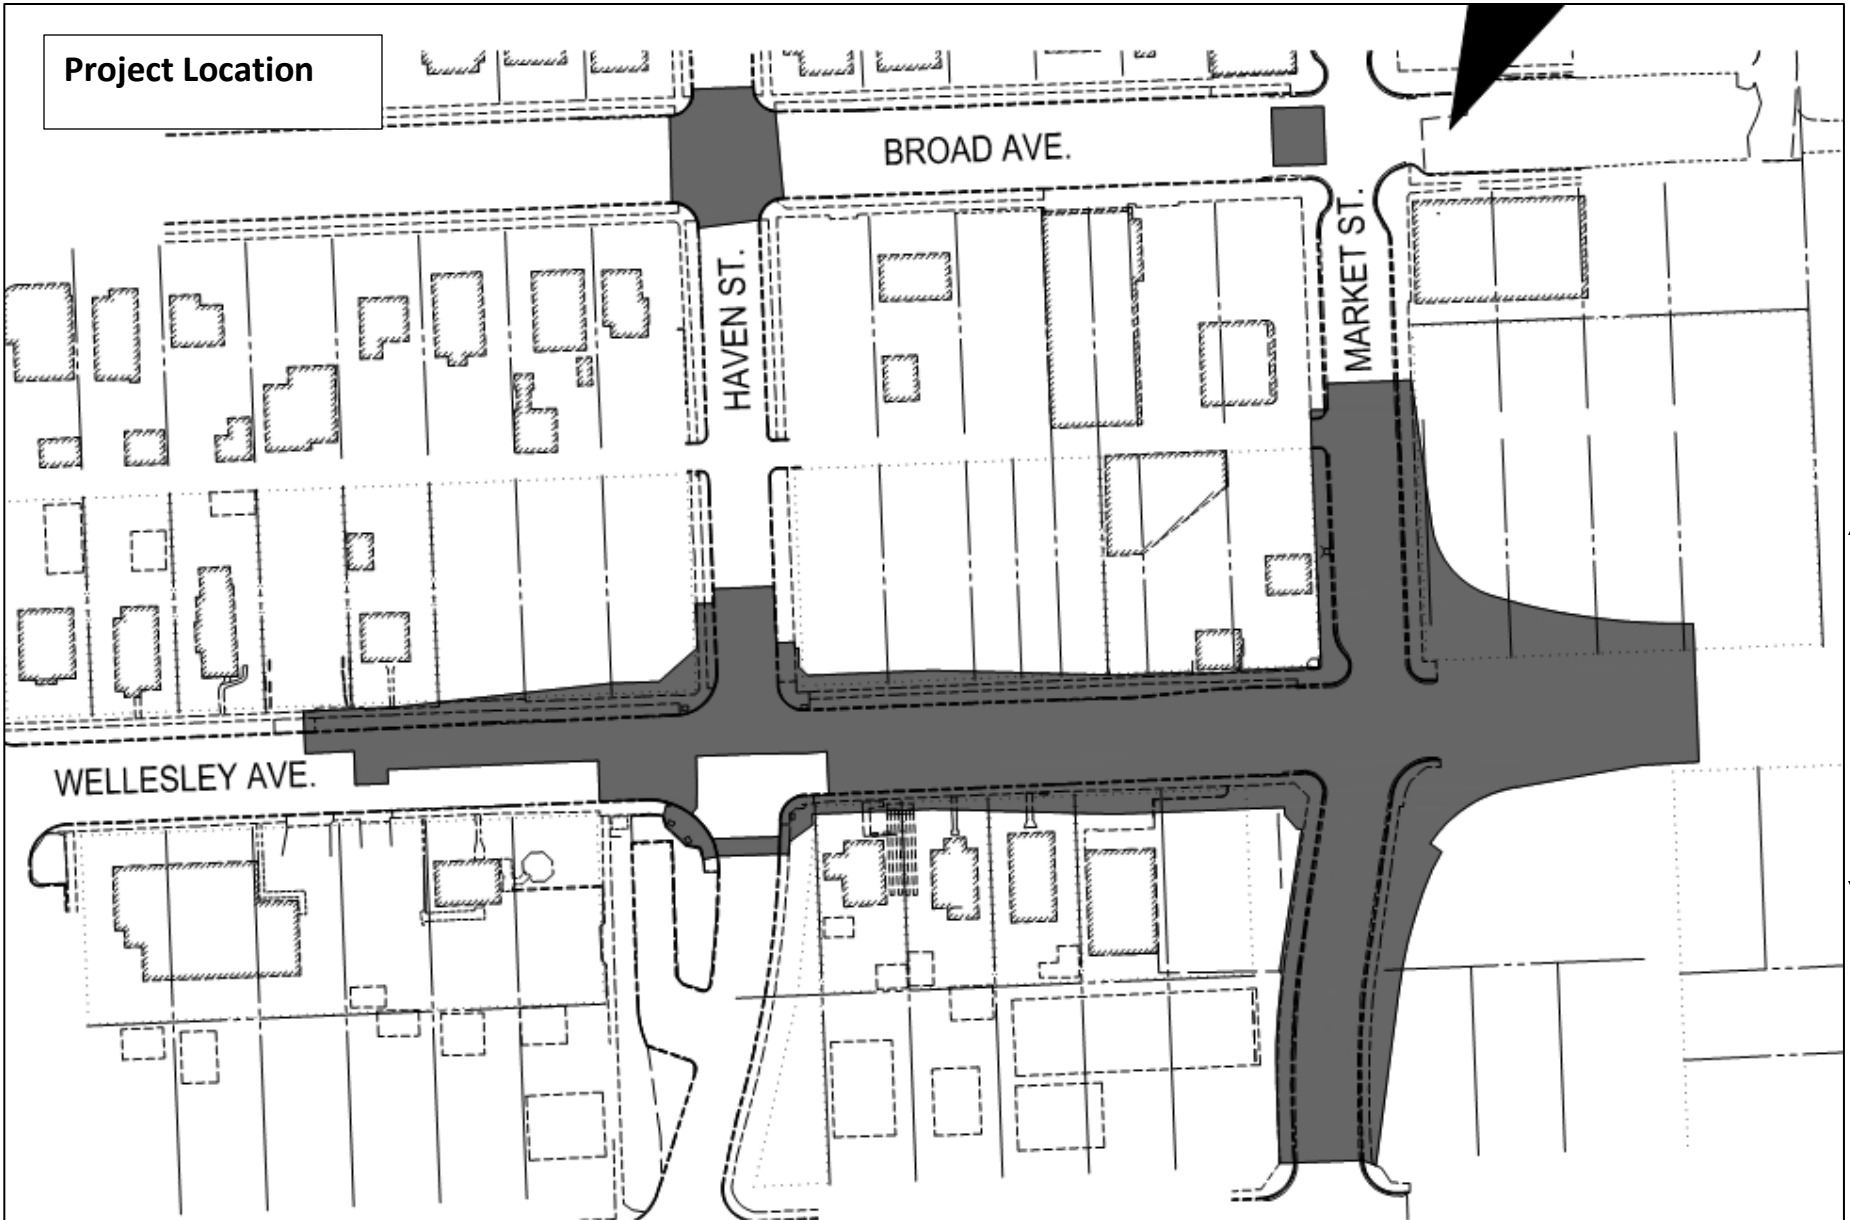 Project Location
BROAD AVE.
HAVEN ST.
MARKET ST.
WELLESLEY AVE.